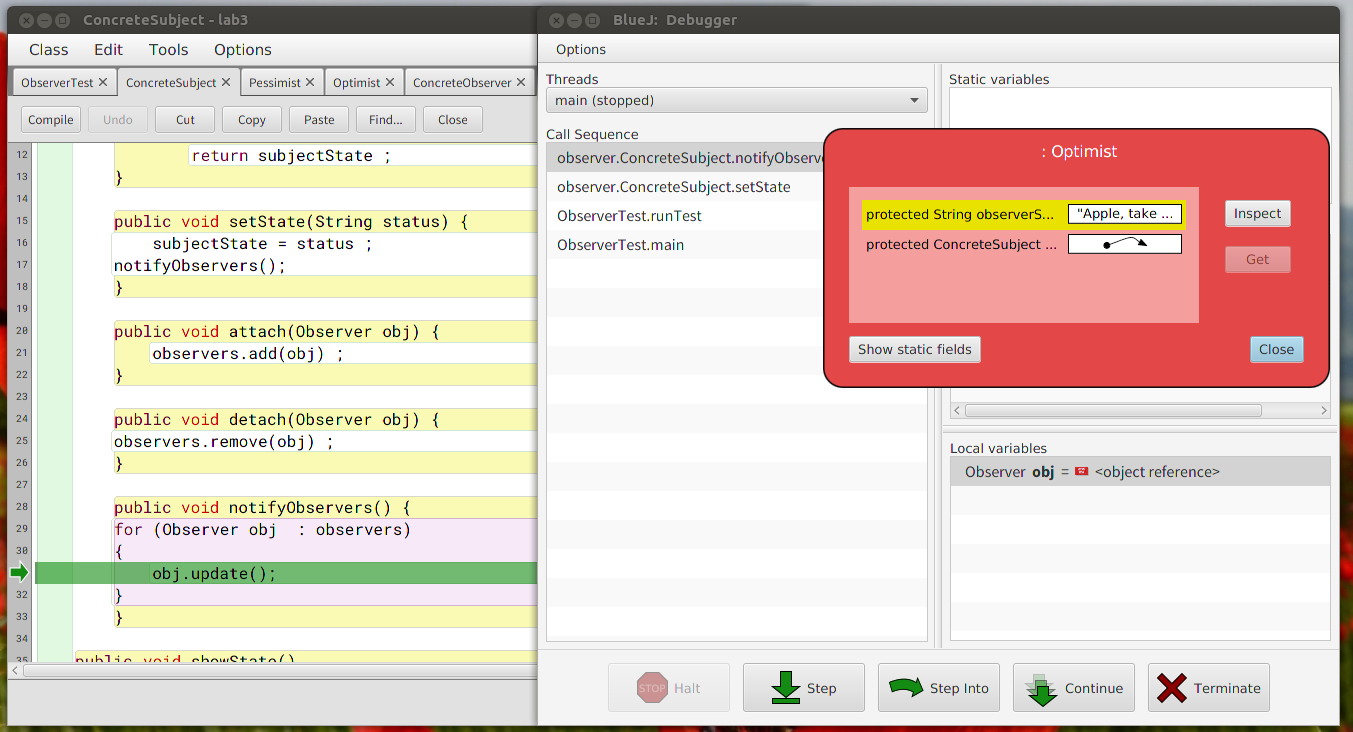 ConcreteSubject - lab3
Class Edit Tools Options
ObserverTest ConcreteSubject Pessimist Optimist ConcreteObserver
Compile Undo Cut Copy Paste Find... Close
12 return subjectState ;
13 }
14
15 public void setState(String status) {
16 subjectState = status ;
17 notifyObservers();
18 }
19
20 public void attach(Observer obj) {
21 observers.add(obj) ;
22 }
23
24 public void detach(Observer obj) {
25 observers.remove(obj) ;
26 }
27
28 public void notifyObservers() {
29 for (Observer obj : observers)
30 {
obj.update();
32 }
33 }
34
35 public void showState()
BlueJ: Debugger
Options
Threads
main (stopped)
Call Sequence
observer.ConcreteSubject.notifyObserve
observer.ConcreteSubject.setState
ObserverTest.runTest
ObserverTest.main
Static variables
: Optimist
protected String observerS... "Apple, take ...
protected ConcreteSubject ...
Inspect
Get
Show static fields
Close
Local variables
Observer obj = <object reference>
STOP Halt
Step
Step Into
Continue
Terminate